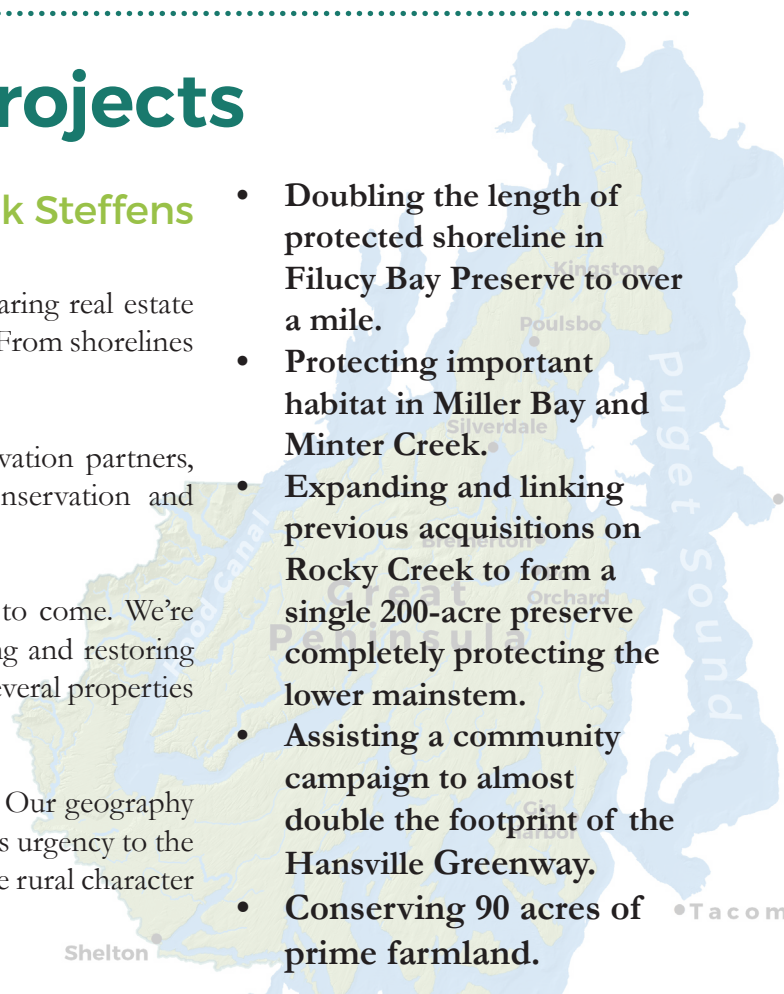 rojects
k Steffens
aring real estate
From shorelines
vation partners,
nservation and
to come. We're
ng and restoring
everal properties
Our geography
s urgency to the
e rural character
• Doubling the length of
protected shoreline in
Filucy Bay Preserve to over
a mile.
• Protecting important
habitat in Miller Bay and
Minter Creek.
• Expanding and linking
previous acquisitions on
Rocky Creek to form a
single 200-acre preserve
completely protecting the
lower mainstem.
• Assisting a community
campaign to almost
double the footprint of the
Hansville Greenway.
• Conserving 90 acres of
prime farmland.
Kingston
Poulsbo
Silverdale
Bremerton
Orchard
Great
Peninsula
Gig
Harbor
Puget Sound
Hood Canal
Tacom
Shelton